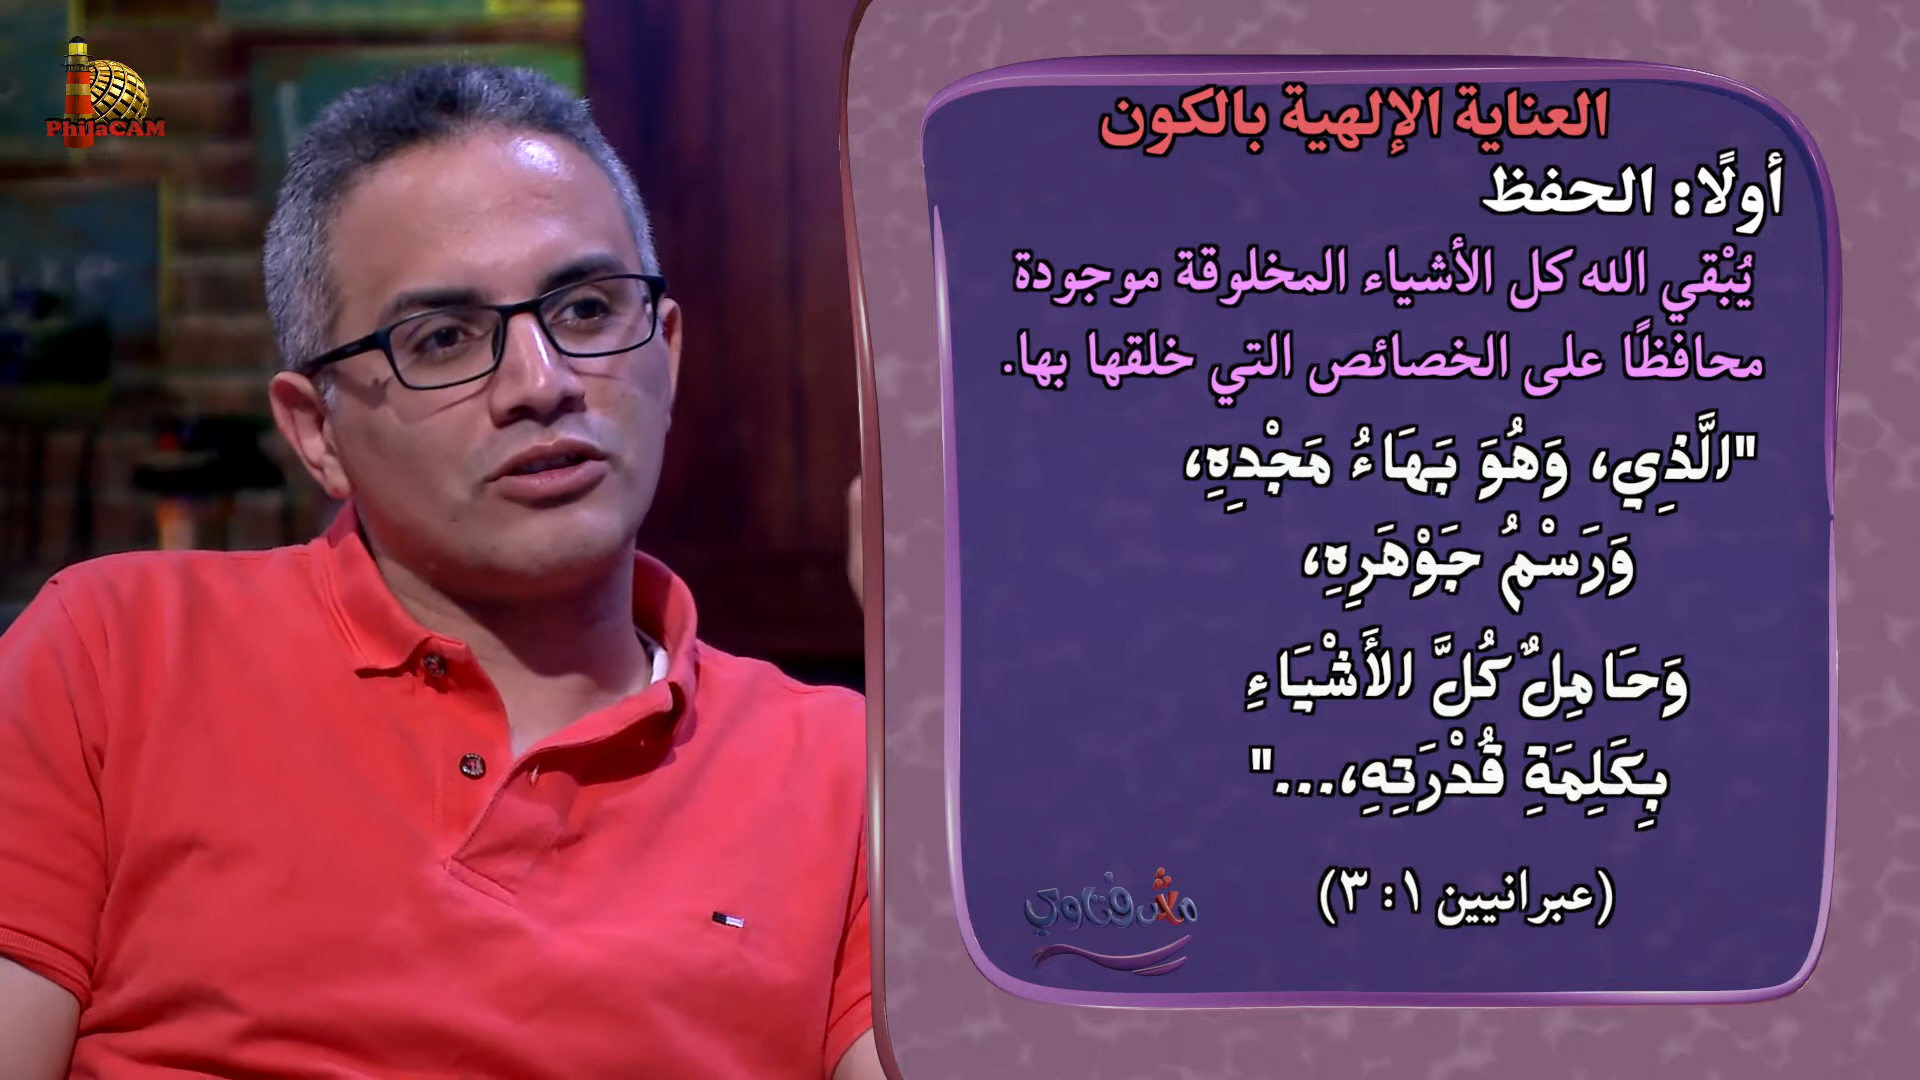 PhilaCAM
العناية الإلهية بالكون
أولًا: الحفظ
يُبْقي الله كل الأشياء المخلوقة موجودة
محافظًا على الخصائص التي خلقها بها.
"الَّذِي، وَهُوَ بَهَاءُ مَجْدِهِ،
وَرَسْمُ جَوْهَرِهِ،
وَحَامِلٌ كُلَّ الأَشْيَاءِ
بِكَلِمَةِ قُدْرَتِهِ،..."
(عبرانيين ١: ٣)
مش فتاوي